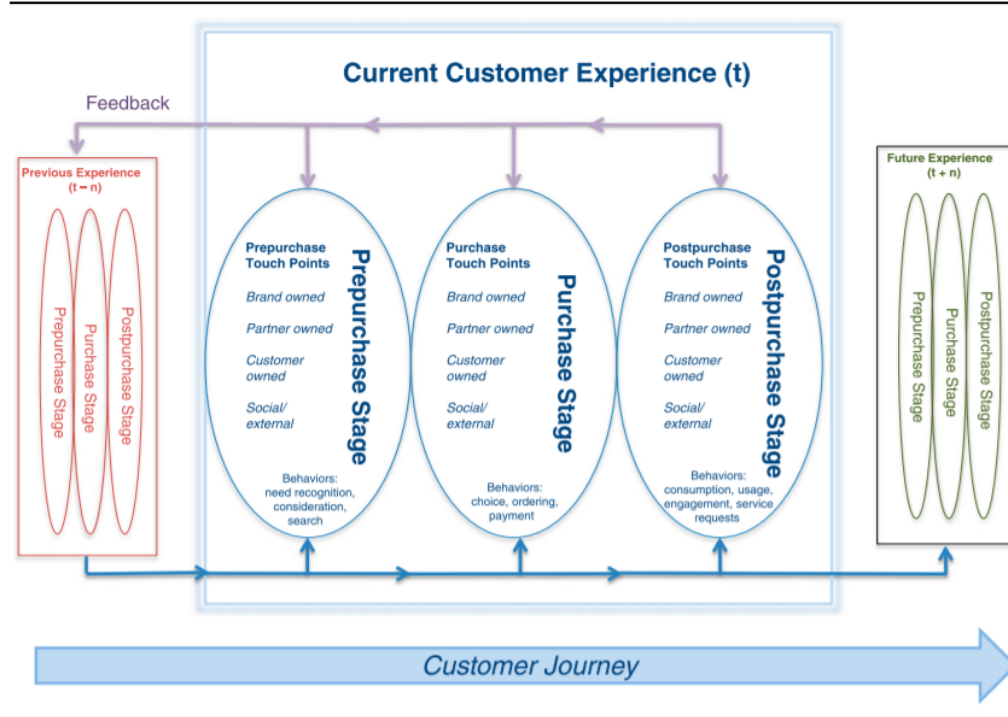 Current Customer Experience (t)
Feedback
Previous Experience
(t – n)
Prepurchase Stage
Purchase Stage
Postpurchase Stage
Prepurchase
Touch Points
Brand owned
Partner owned
Customer
owned
Social/
external
Prepurchase Stage
Behaviors:
need recognition,
consideration,
search
Purchase
Touch Points
Brand owned
Partner owned
Customer
owned
Social/
external
Purchase Stage
Behaviors:
choice, ordering,
payment
Postpurchase
Touch Points
Brand owned
Partner owned
Customer
owned
Social/
external
Postpurchase Stage
Behaviors:
consumption, usage,
engagement, service
requests
Future Experience
(t + n)
Prepurchase Stage
Purchase Stage
Postpurchase Stage
Customer Journey